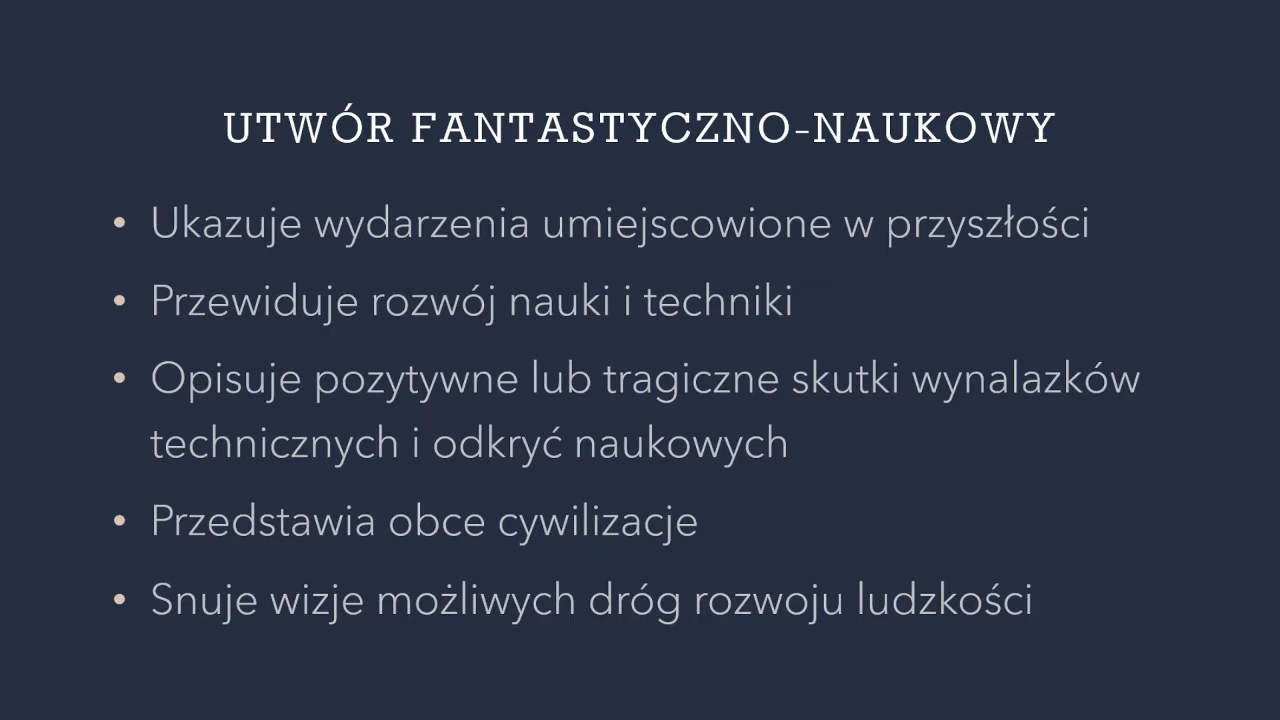 UTWÓR FANTASTYCZNO-NAUKOWY
• Ukazuje wydarzenia umiejscowione w przyszłości
• Przewiduje rozwój nauki i techniki
• Opisuje pozytywne lub tragiczne skutki wynalazków
technicznych i odkryć naukowych
• Przedstawia obce cywilizacje
• Snuje wizje możliwych dróg rozwoju ludzkości